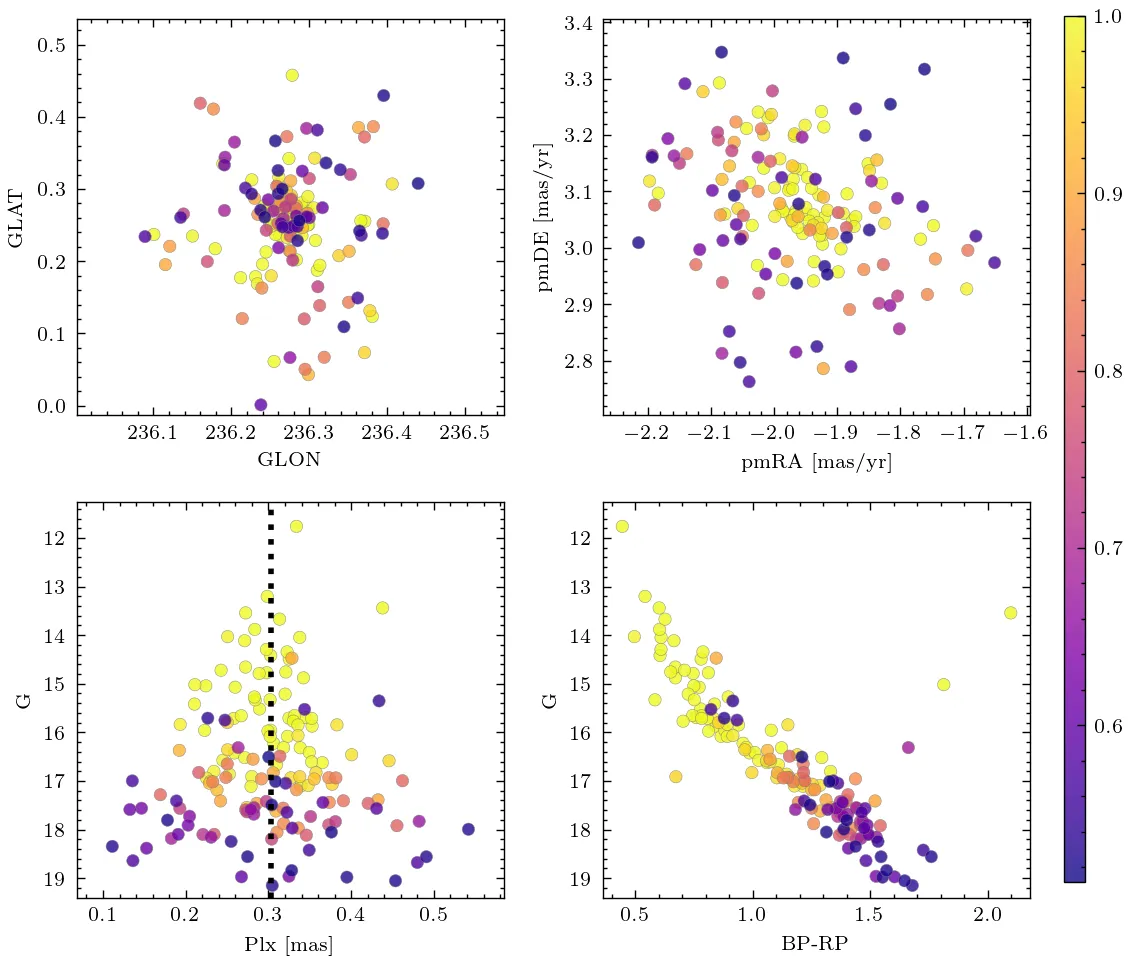 0.5
0.4
0.3
0.2
0.1
0.0
GLAT
236.1 236.2 236.3 236.4 236.5
GLON
3.4
3.3
3.2
3.1
3.0
2.9
2.8
pmDE [mas/yr]
−2.2 −2.1 −2.0 −1.9 −1.8 −1.7 −1.6
pmRA [mas/yr]
12
13
14
15
16
17
18
19
G
0.1 0.2 0.3 0.4 0.5
Plx [mas]
12
13
14
15
16
17
18
19
G
0.5 1.0 1.5 2.0
BP-RP
1.0
0.9
0.8
0.7
0.6